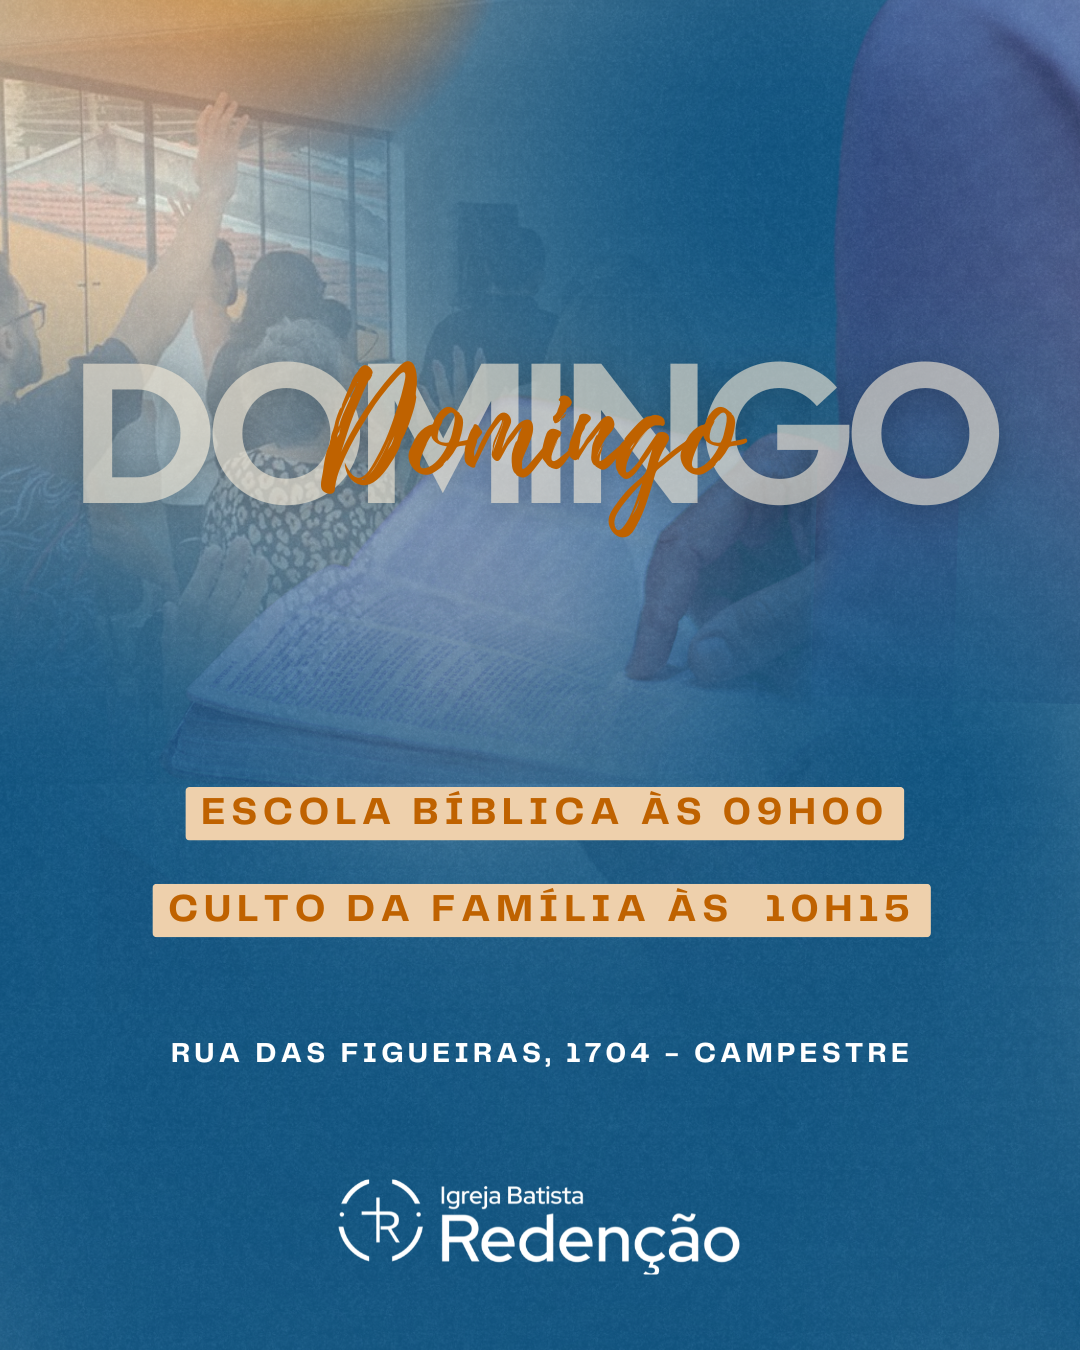 DOMINGO
Domingo
ESCOLA BÍBLICA ÀS 09H00
CULTO DA FAMÍLIA ÀS 10H15
RUA DAS FIGUEIRAS, 1704 - CAMPESTRE
R
Igreja Batista
Redenção